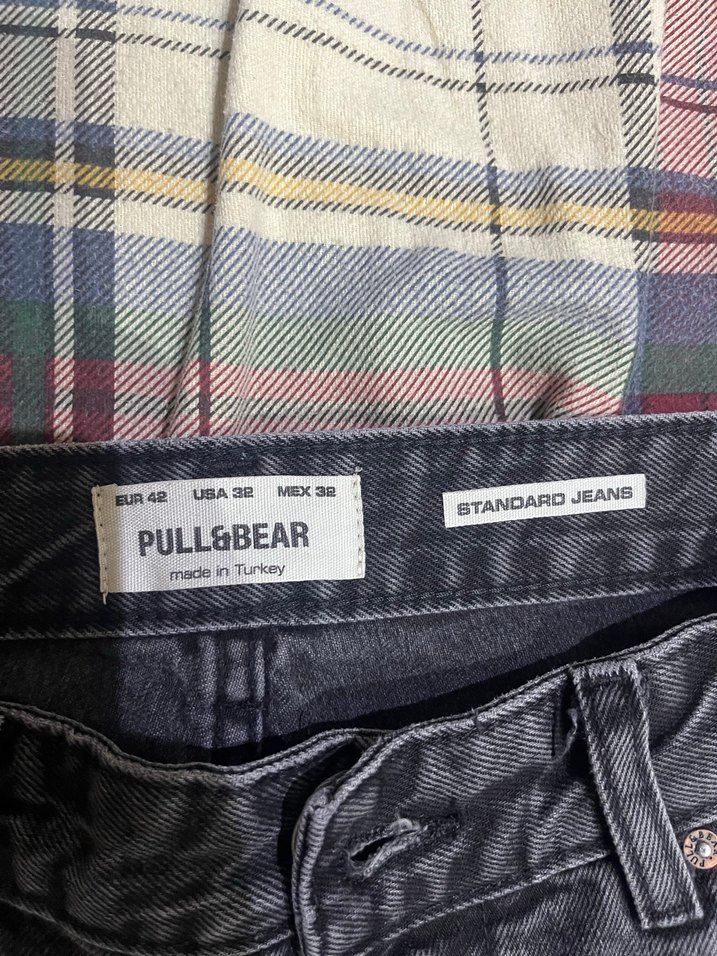 EUR 42 USA 32 MEX 32
PULL&BEAR
made in Turkey
STANDARD JEANS
PULL&BEAR